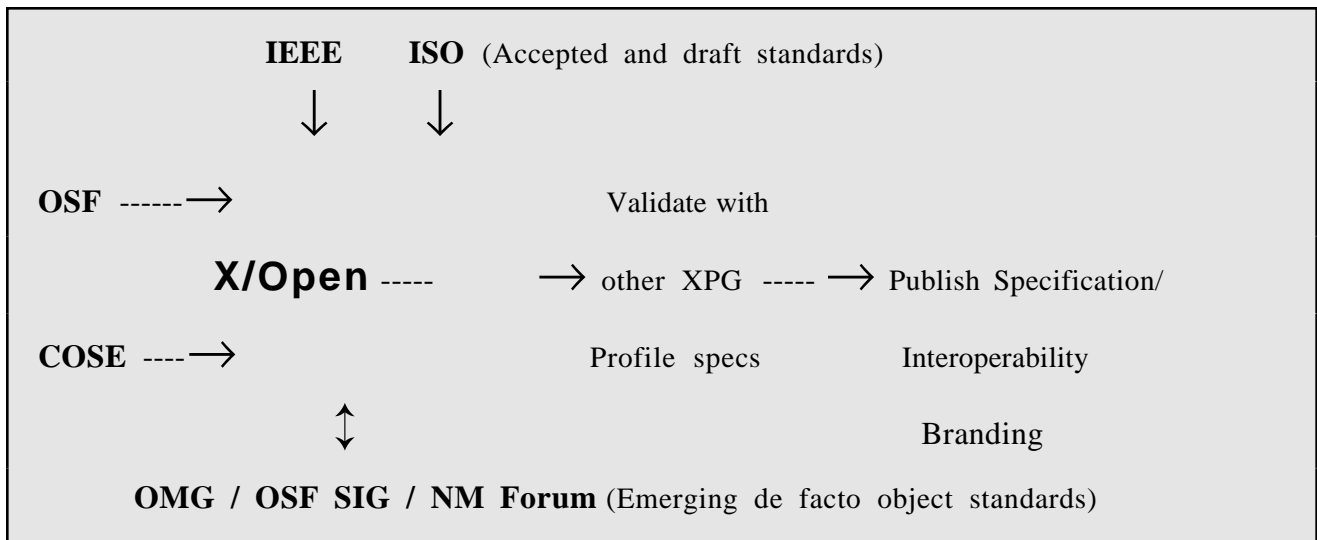 IEEE ISO (Accepted and draft standards)
OSF ------→ Validate with
X/Open ----- → other XPG ----- → Publish Specification/
COSE ----→ Profile specs Interoperability
Branding
OMG / OSF SIG / NM Forum (Emerging de facto object standards)